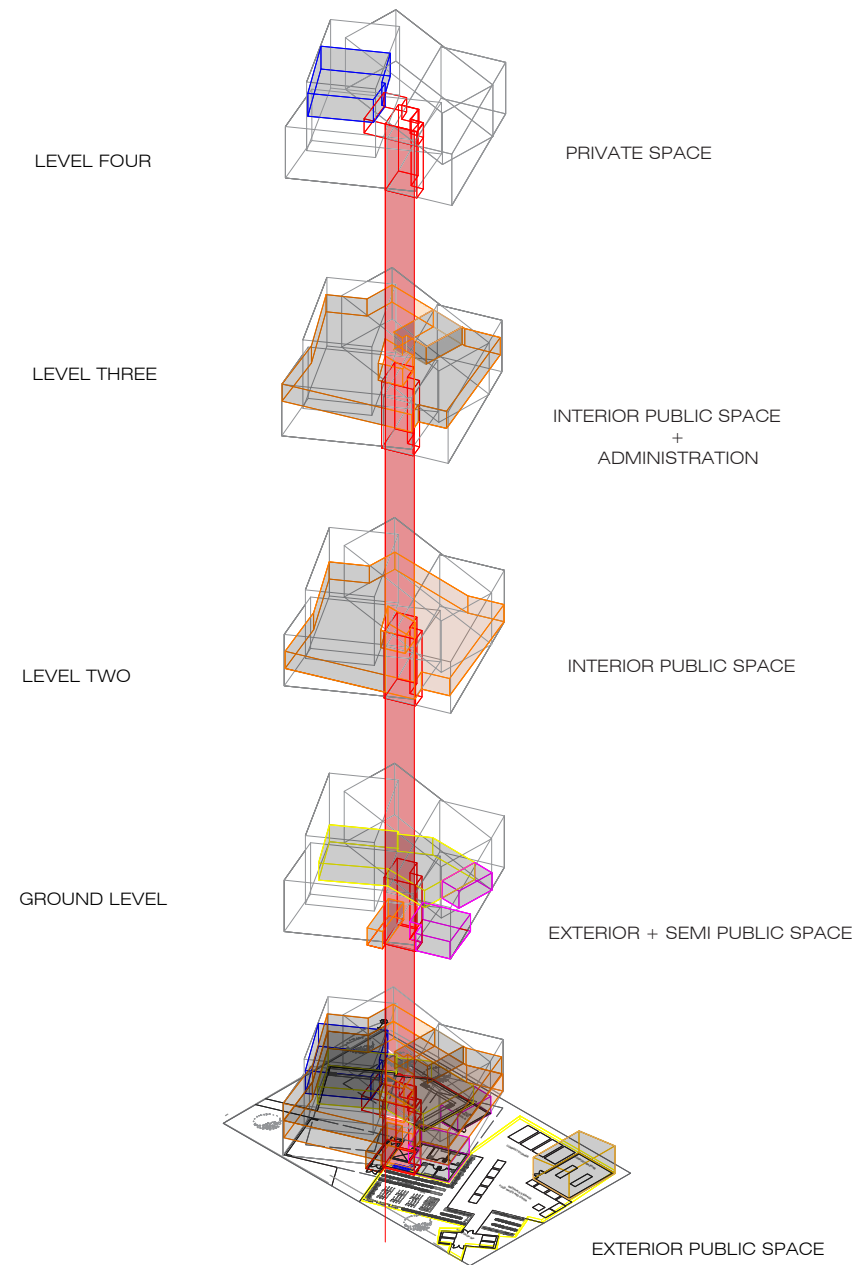 LEVEL FOUR
PRIVATE SPACE
LEVEL THREE
INTERIOR PUBLIC SPACE
+
ADMINISTRATION
LEVEL TWO
INTERIOR PUBLIC SPACE
GROUND LEVEL
EXTERIOR + SEMI PUBLIC SPACE
EXTERIOR PUBLIC SPACE